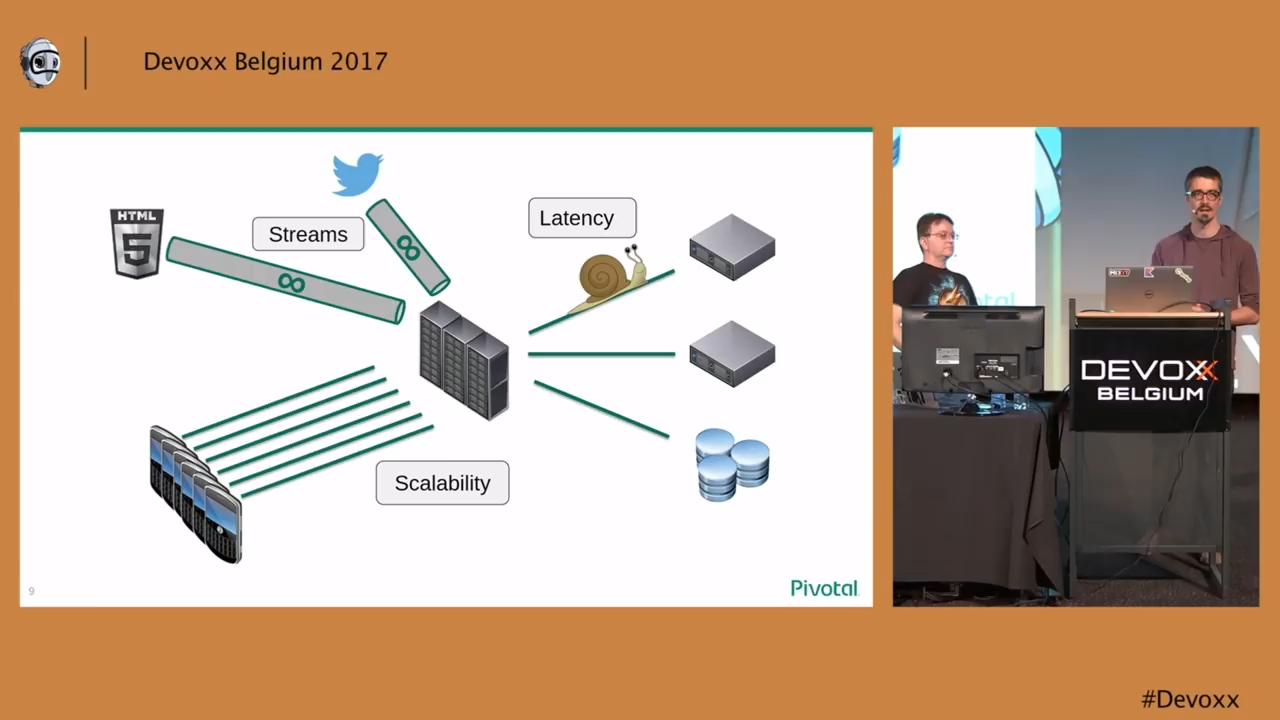 Devoxx Belgium 2017
HTML
5
Streams
∞
∞
Latency
Scalability
9
Pivotal
DEVOXX
BELGIUM
#Devoxx